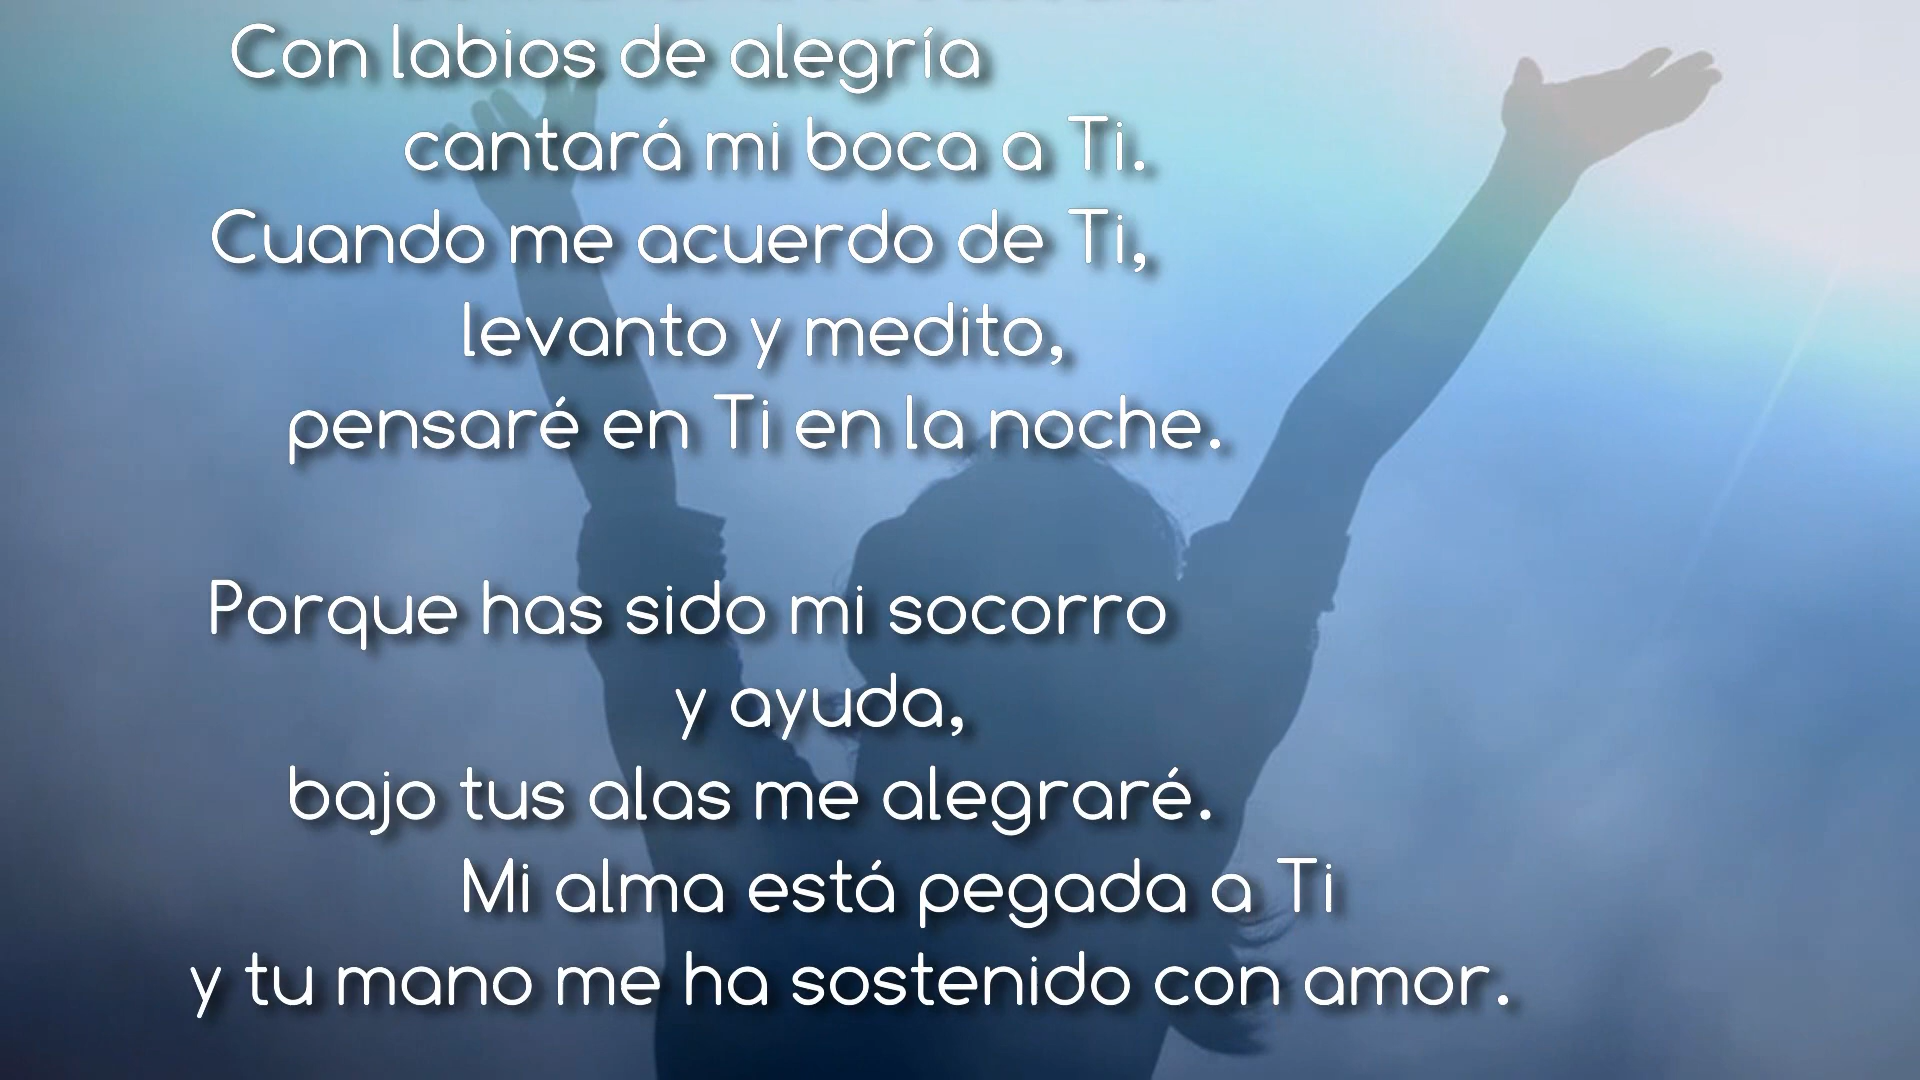 Con labios de alegría
cantará mi boca a Ti.
Cuando me acuerdo de Ti,
levanto y medito,
pensaré en Ti en la noche.
Porque has sido mi socorro
y ayuda,
bajo tus alas me alegraré.
Mi alma está pegada a Ti
y tu mano me ha sostenido con amor.